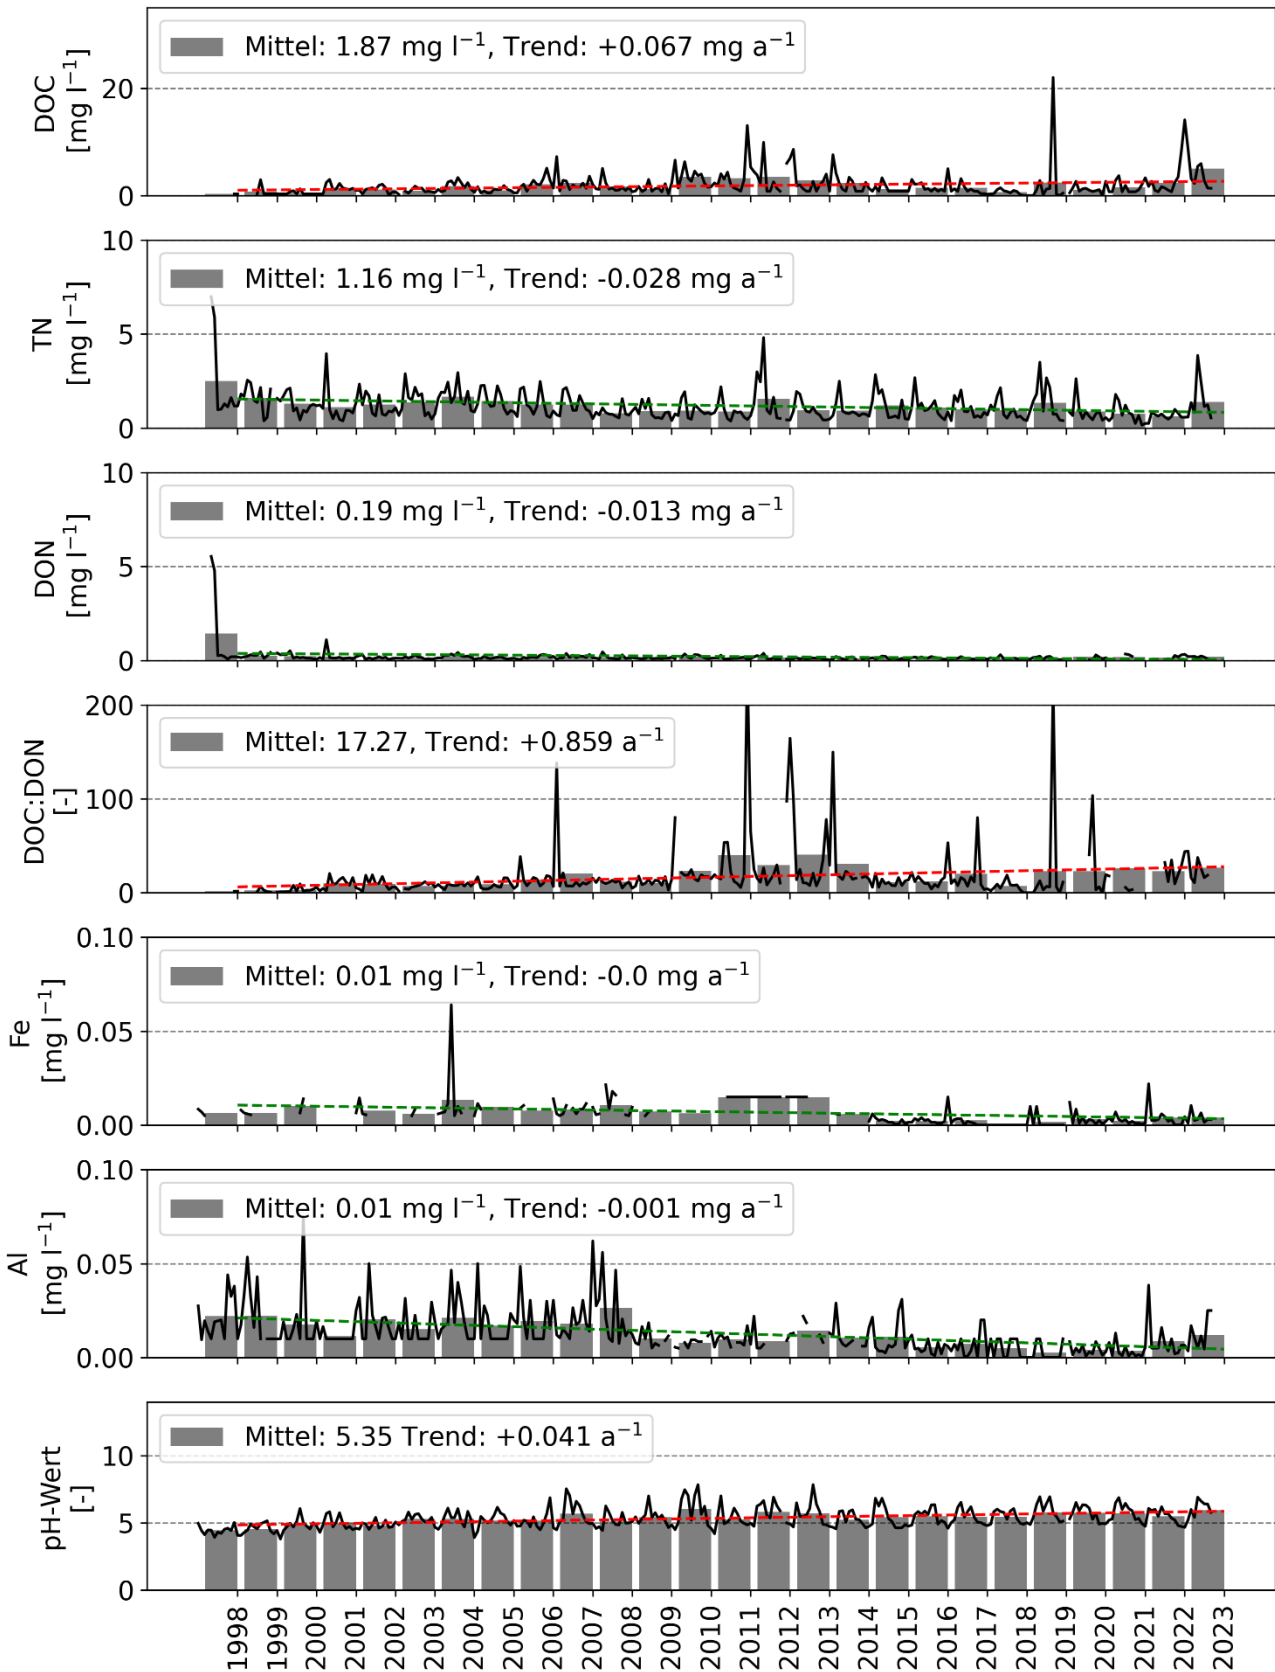 Mittel: 1.87 mg l⁻¹, Trend: +0.067 mg a⁻¹
DOC
[mg l⁻¹]
20
0
Mittel: 1.16 mg l⁻¹, Trend: -0.028 mg a⁻¹
TN
[mg l⁻¹]
10
5
0
Mittel: 0.19 mg l⁻¹, Trend: -0.013 mg a⁻¹
DON
[mg l⁻¹]
10
5
0
Mittel: 17.27, Trend: +0.859 a⁻¹
DOC:DON
[-]
200
100
0
Mittel: 0.01 mg l⁻¹, Trend: -0.0 mg a⁻¹
Fe
[mg l⁻¹]
0.10
0.05
0.00
Mittel: 0.01 mg l⁻¹, Trend: -0.001 mg a⁻¹
Al
[mg l⁻¹]
0.10
0.05
0.00
Mittel: 5.35 Trend: +0.041 a⁻¹
pH-Wert
[-]
10
5
0
1998
1999
2000
2001
2002
2003
2004
2005
2006
2007
2008
2009
2010
2011
2012
2013
2014
2015
2016
2017
2018
2019
2020
2021
2022
2023